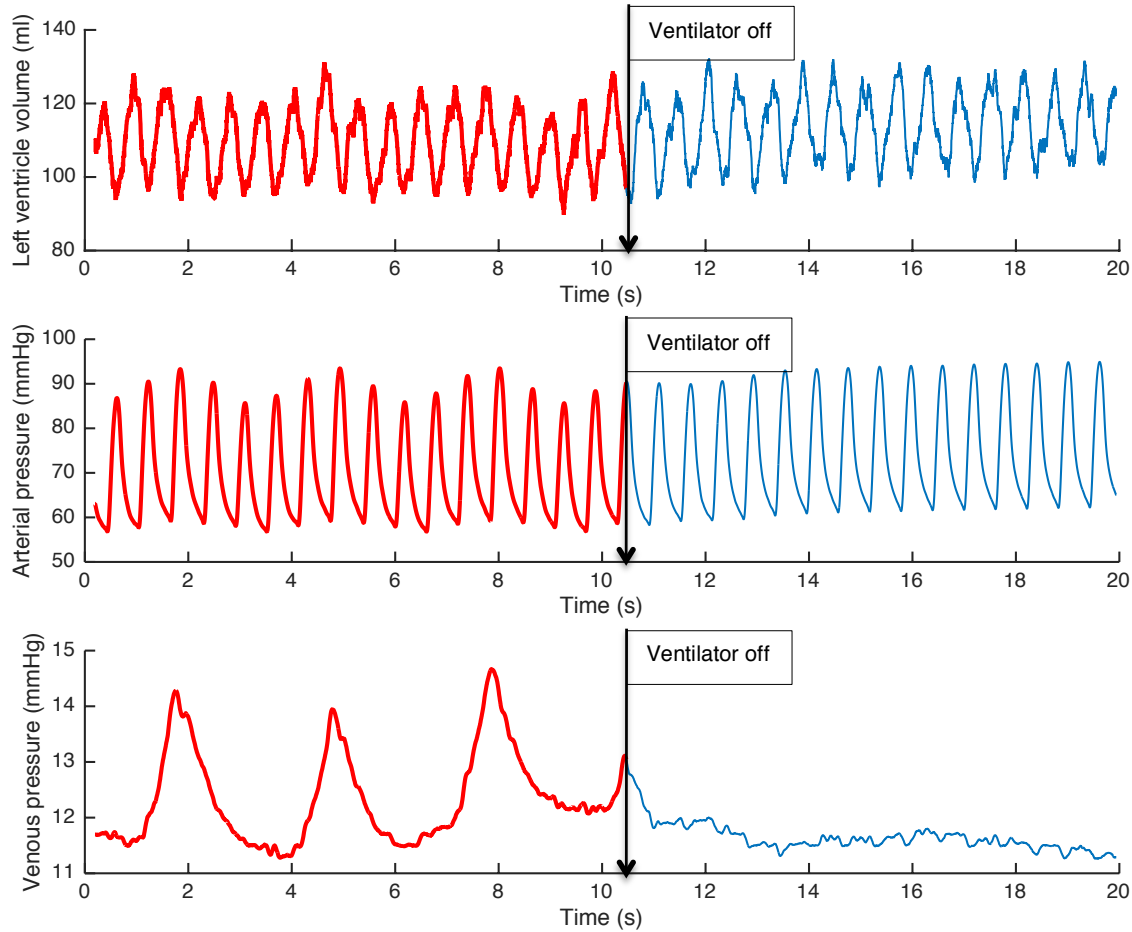 Left ventricle volume (ml)
140
120
100
80
Ventilator off
0 2 4 6 8 10 12 14 16 18 20
Time (s)
Arterial pressure (mmHg)
100
90
80
70
60
50
Ventilator off
0 2 4 6 8 10 12 14 16 18 20
Time (s)
Venous pressure (mmHg)
15
14
13
12
11
Ventilator off
0 2 4 6 8 10 12 14 16 18 20
Time (s)